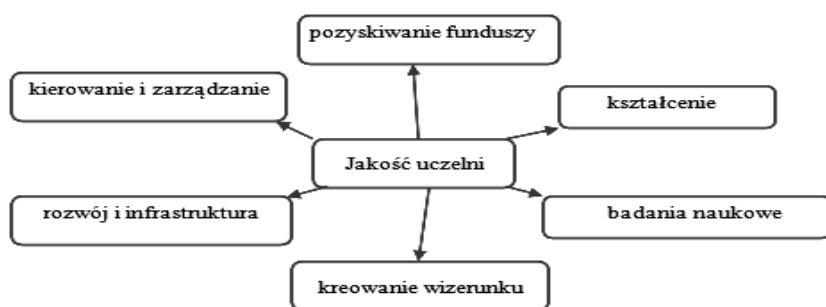 pozyskiwanie funduszy
kierowanie i zarządzanie
kształcenie
Jakość uczelni
rozwój i infrastruktura
badania naukowe
kreowanie wizerunku